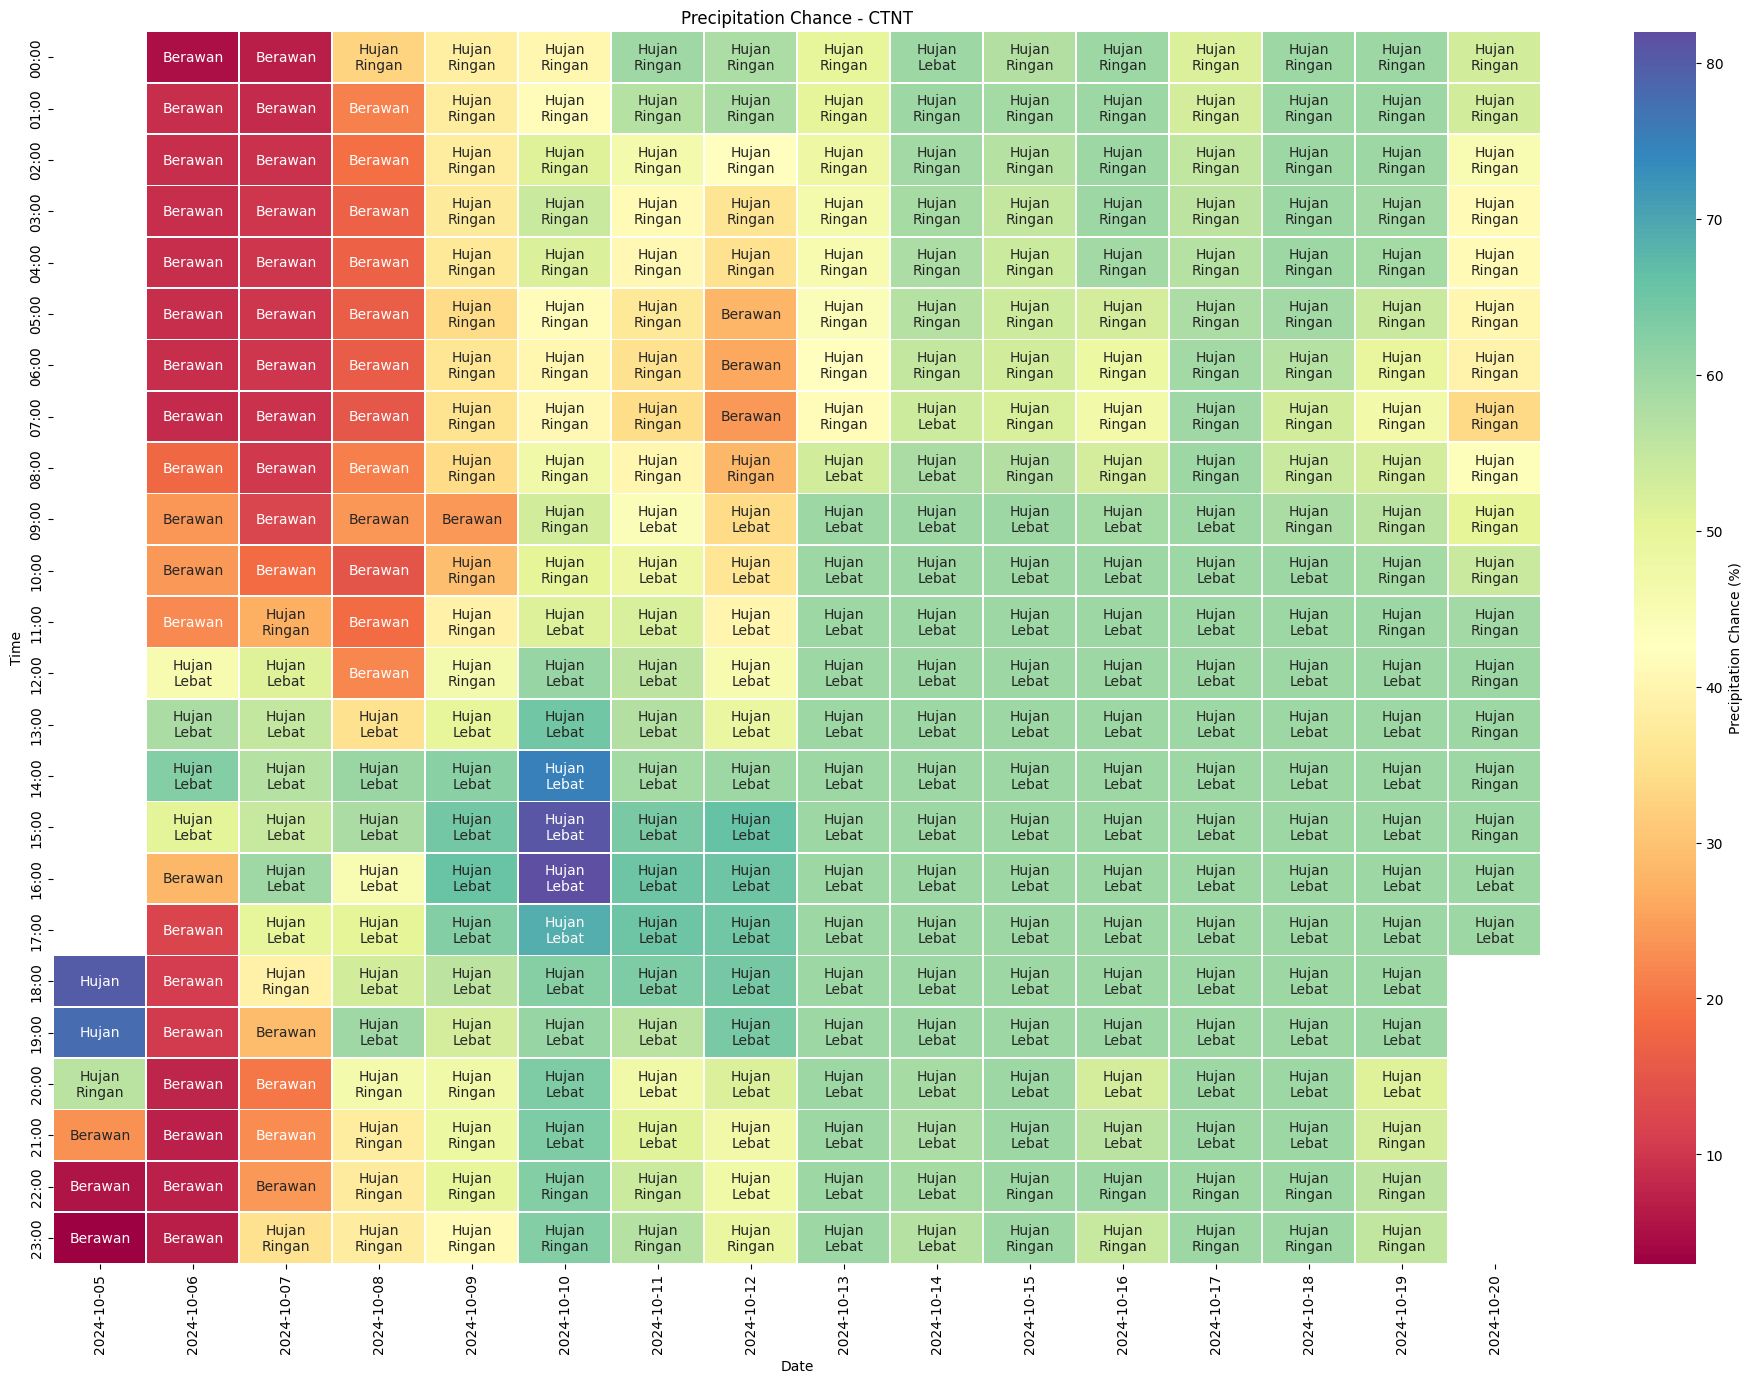 Precipitation Chance - CTNT
00:00 Berawan Berawan Hujan Ringan Hujan Ringan Hujan Ringan Hujan Ringan Hujan Ringan Hujan Ringan Hujan Lebat Hujan Ringan Hujan Ringan Hujan Ringan Hujan Ringan Hujan Ringan Hujan Ringan
01:00 Berawan Berawan Berawan Hujan Ringan Hujan Ringan Hujan Ringan Hujan Ringan Hujan Ringan Hujan Ringan Hujan Ringan Hujan Ringan Hujan Ringan Hujan Ringan Hujan Ringan Hujan Ringan
02:00 Berawan Berawan Berawan Hujan Ringan Hujan Ringan Hujan Ringan Hujan Ringan Hujan Ringan Hujan Ringan Hujan Ringan Hujan Ringan Hujan Ringan Hujan Ringan Hujan Ringan Hujan Ringan
03:00 Berawan Berawan Berawan Hujan Ringan Hujan Ringan Hujan Ringan Hujan Ringan Hujan Ringan Hujan Ringan Hujan Ringan Hujan Ringan Hujan Ringan Hujan Ringan Hujan Ringan Hujan Ringan
04:00 Berawan Berawan Berawan Hujan Ringan Hujan Ringan Hujan Ringan Hujan Ringan Hujan Ringan Hujan Ringan Hujan Ringan Hujan Ringan Hujan Ringan Hujan Ringan Hujan Ringan Hujan Ringan
05:00 Berawan Berawan Berawan Hujan Ringan Hujan Ringan Hujan Ringan Berawan Hujan Ringan Hujan Ringan Hujan Ringan Hujan Ringan Hujan Ringan Hujan Ringan Hujan Ringan Hujan Ringan
06:00 Berawan Berawan Berawan Hujan Ringan Hujan Ringan Hujan Ringan Berawan Hujan Ringan Hujan Ringan Hujan Ringan Hujan Ringan Hujan Ringan Hujan Ringan Hujan Ringan Hujan Ringan
07:00 Berawan Berawan Berawan Hujan Ringan Hujan Ringan Hujan Ringan Berawan Hujan Ringan Hujan Lebat Hujan Ringan Hujan Ringan Hujan Ringan Hujan Ringan Hujan Ringan Hujan Ringan
08:00 Berawan Berawan Berawan Hujan Ringan Hujan Ringan Hujan Ringan Hujan Ringan Hujan Lebat Hujan Lebat Hujan Ringan Hujan Ringan Hujan Ringan Hujan Ringan Hujan Ringan Hujan Ringan
09:00 Berawan Berawan Berawan Berawan Hujan Ringan Hujan Lebat Hujan Lebat Hujan Lebat Hujan Lebat Hujan Lebat Hujan Lebat Hujan Lebat Hujan Ringan Hujan Ringan Hujan Ringan
10:00 Berawan Berawan Berawan Hujan Ringan Hujan Ringan Hujan Lebat Hujan Lebat Hujan Lebat Hujan Lebat Hujan Lebat Hujan Lebat Hujan Lebat Hujan Lebat Hujan Ringan Hujan Ringan
11:00 Berawan Hujan Ringan Berawan Hujan Ringan Hujan Lebat Hujan Lebat Hujan Lebat Hujan Lebat Hujan Lebat Hujan Lebat Hujan Lebat Hujan Lebat Hujan Lebat Hujan Ringan Hujan Ringan
12:00 Hujan Lebat Hujan Lebat Berawan Hujan Ringan Hujan Lebat Hujan Lebat Hujan Lebat Hujan Lebat Hujan Lebat Hujan Lebat Hujan Lebat Hujan Lebat Hujan Lebat Hujan Lebat Hujan Ringan
13:00 Hujan Lebat Hujan Lebat Hujan Lebat Hujan Lebat Hujan Lebat Hujan Lebat Hujan Lebat Hujan Lebat Hujan Lebat Hujan Lebat Hujan Lebat Hujan Lebat Hujan Lebat Hujan Lebat Hujan Ringan
14:00 Hujan Lebat Hujan Lebat Hujan Lebat Hujan Lebat Hujan Lebat Hujan Lebat Hujan Lebat Hujan Lebat Hujan Lebat Hujan Lebat Hujan Lebat Hujan Lebat Hujan Lebat Hujan Lebat Hujan Ringan
15:00 Hujan Lebat Hujan Lebat Hujan Lebat Hujan Lebat Hujan Lebat Hujan Lebat Hujan Lebat Hujan Lebat Hujan Lebat Hujan Lebat Hujan Lebat Hujan Lebat Hujan Lebat Hujan Lebat Hujan Ringan
16:00 Berawan Hujan Lebat Hujan Lebat Hujan Lebat Hujan Lebat Hujan Lebat Hujan Lebat Hujan Lebat Hujan Lebat Hujan Lebat Hujan Lebat Hujan Lebat Hujan Lebat Hujan Lebat Hujan Lebat
17:00 Berawan Hujan Lebat Hujan Lebat Hujan Lebat Hujan Lebat Hujan Lebat Hujan Lebat Hujan Lebat Hujan Lebat Hujan Lebat Hujan Lebat Hujan Lebat Hujan Lebat Hujan Lebat Hujan Lebat
18:00 Hujan Berawan Hujan Ringan Hujan Lebat Hujan Lebat Hujan Lebat Hujan Lebat Hujan Lebat Hujan Lebat Hujan Lebat Hujan Lebat Hujan Lebat Hujan Lebat Hujan Lebat Hujan Lebat
19:00 Hujan Berawan Berawan Hujan Lebat Hujan Lebat Hujan Lebat Hujan Lebat Hujan Lebat Hujan Lebat Hujan Lebat Hujan Lebat Hujan Lebat Hujan Lebat Hujan Lebat Hujan Lebat
20:00 Hujan Ringan Berawan Berawan Hujan Ringan Hujan Ringan Hujan Lebat Hujan Lebat Hujan Lebat Hujan Lebat Hujan Lebat Hujan Lebat Hujan Lebat Hujan Lebat Hujan Lebat Hujan Lebat
21:00 Berawan Berawan Berawan Hujan Ringan Hujan Ringan Hujan Lebat Hujan Lebat Hujan Lebat Hujan Lebat Hujan Lebat Hujan Lebat Hujan Lebat Hujan Lebat Hujan Lebat Hujan Ringan
22:00 Berawan Berawan Berawan Hujan Ringan Hujan Ringan Hujan Ringan Hujan Ringan Hujan Lebat Hujan Lebat Hujan Lebat Hujan Ringan Hujan Ringan Hujan Ringan Hujan Ringan Hujan Ringan
23:00 Berawan Berawan Hujan Ringan Hujan Ringan Hujan Ringan Hujan Ringan Hujan Ringan Hujan Ringan Hujan Lebat Hujan Lebat Hujan Ringan Hujan Ringan Hujan Ringan Hujan Ringan Hujan Ringan
Time
2024-10-05 2024-10-06 2024-10-07 2024-10-08 2024-10-09 2024-10-10 2024-10-11 2024-10-12 2024-10-13 2024-10-14 2024-10-15 2024-10-16 2024-10-17 2024-10-18 2024-10-19 2024-10-20
Date
80
70
60
50
40
30
20
10
Precipitation Chance (%)